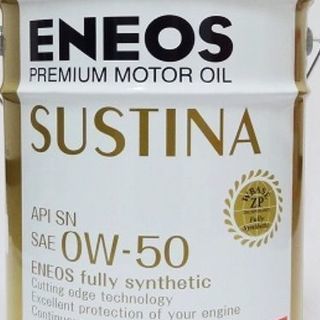 ENEOS
PREMIUM MOTOR OIL
SUSTINA
API SN
SAE 0W-50
ENEOS fully synthetic
Cutting edge technology
Excellent protection of your engine
WBASE
ZP
Fully
Synthetic